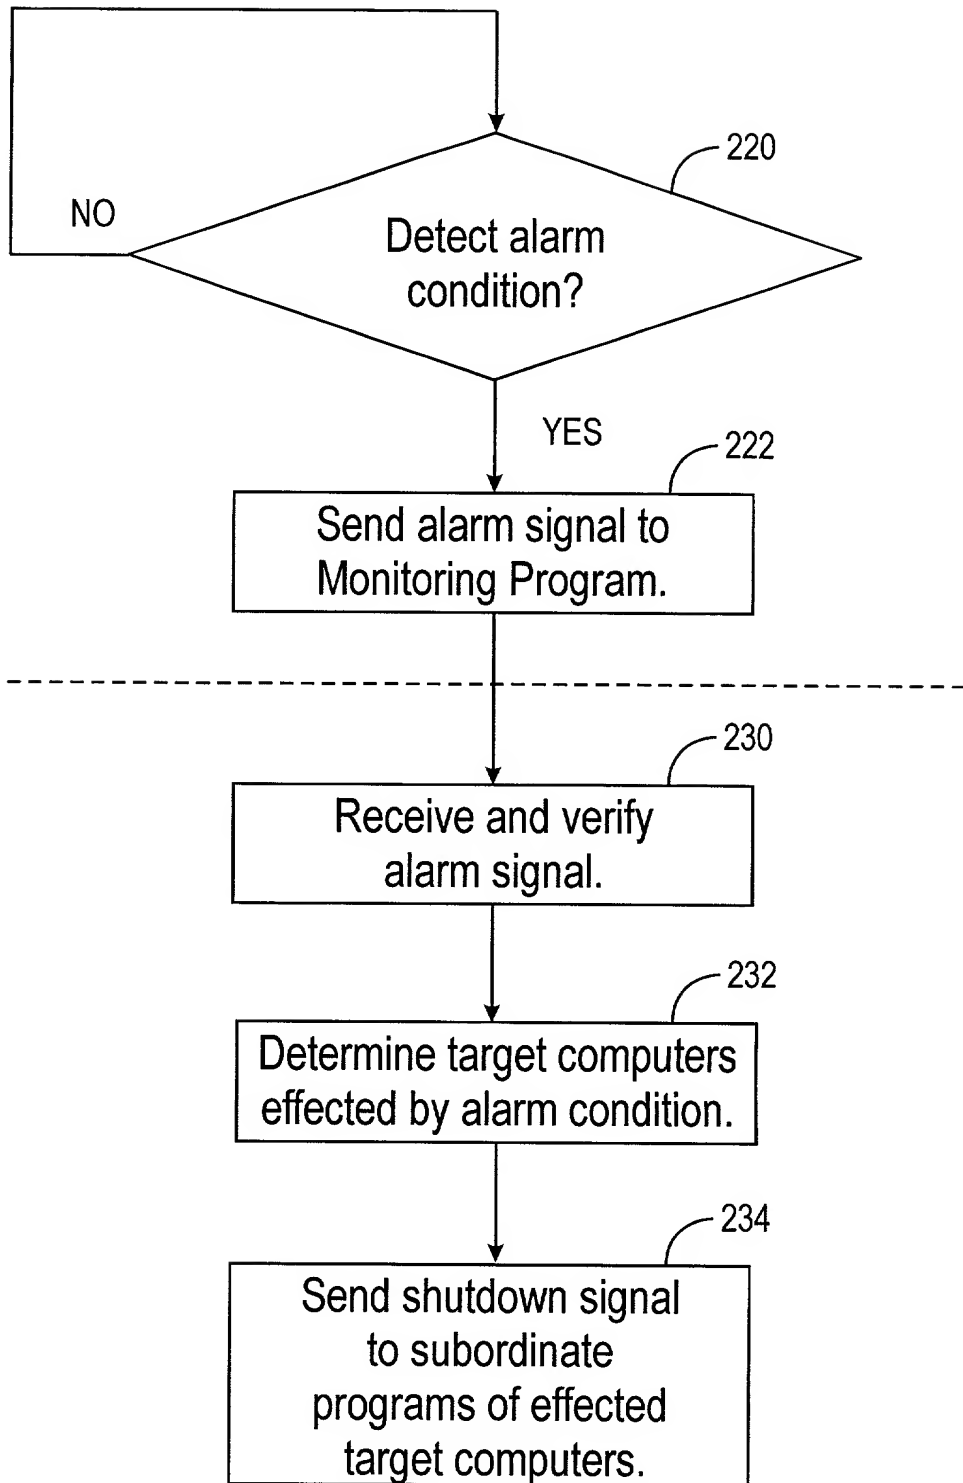 220
NO
Detect alarm
condition?
YES
222
Send alarm signal to
Monitoring Program.
230
Receive and verify
alarm signal.
232
Determine target computers
effected by alarm condition.
234
Send shutdown signal
to subordinate
programs of effected
target computers.